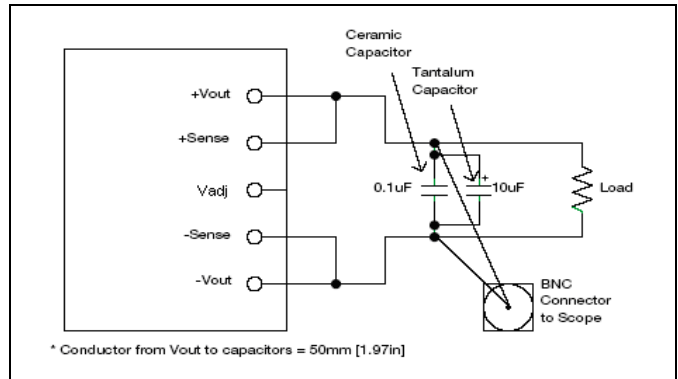 Ceramic
Capacitor
Tantalum
Capacitor
+Vout
+Sense
Vadj
-Sense
-Vout
0.1uF
+
10uF
Load
BNC
Connector
to Scope
* Conductor from Vout to capacitors = 50mm [1.97in]